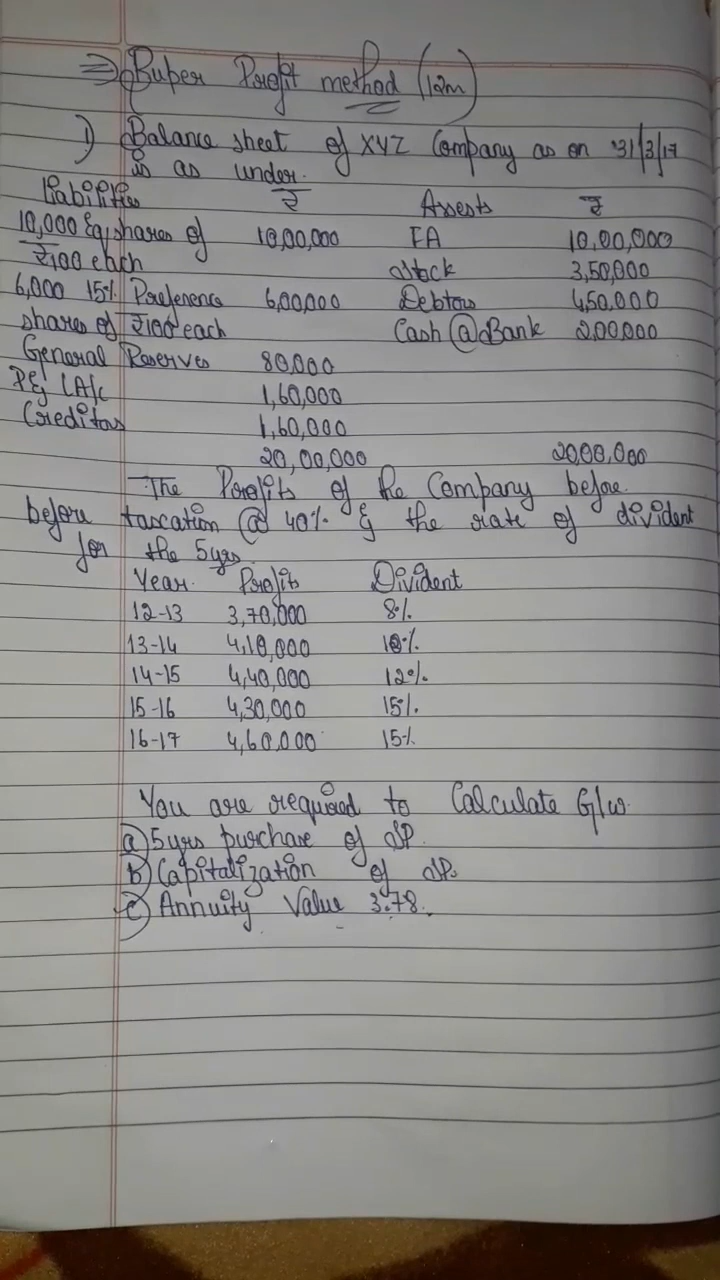 => Super Profit method (12m)
1) Balance sheet of XYZ Company as on 31/3/17
is as under.
Liabilities ₹ Assests ₹
10,000 Eq. shares of 10,00,000 FA 10,00,000
₹100 each stock 3,50,000
6,000 15% Preference 6,00,000 Debtors 450,000
shares of ₹100 each Cash @ Bank 200,000
General Reserves 80,000
P & L A/c 1,60,000
Creditors 1,60,000
20,00,000 20,00,000
The Profits of the Company before
before taxcation @ 40% & the rate of divident
for the 5yrs
Year. Profits Divident
12-13 3,70,000 8%
13-14 4,10,000 10%
14-15 4,40,000 12%
15-16 4,30,000 15%
16-17 4,60,000 15%
You are required to Calculate G/w.
a) 5yrs purchase of SP.
b) Capitalization of SP.
c) Annuity Value 3.78.